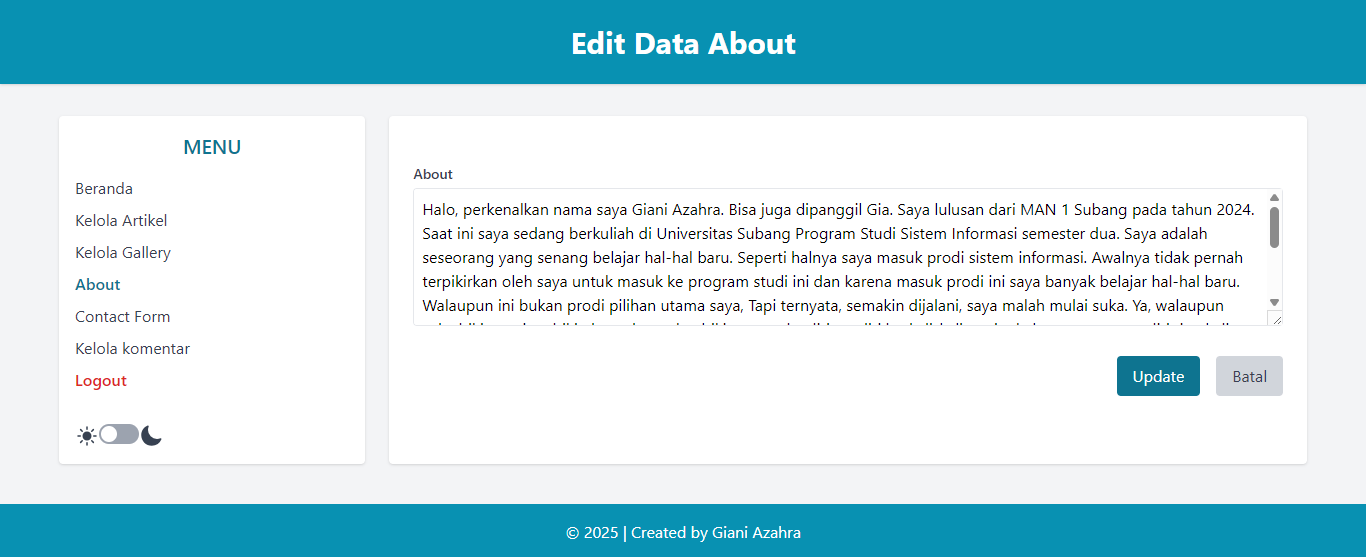 Edit Data About
MENU
Beranda
Kelola Artikel
Kelola Gallery
About
Contact Form
Kelola komentar
Logout
About
Halo, perkenalkan nama saya Giani Azahra. Bisa juga dipanggil Gia. Saya lulusan dari MAN 1 Subang pada tahun 2024.
Saat ini saya sedang berkuliah di Universitas Subang Program Studi Sistem Informasi semester dua. Saya adalah
seseorang yang senang belajar hal-hal baru. Seperti halnya saya masuk prodi sistem informasi. Awalnya tidak pernah
terpikirkan oleh saya untuk masuk ke program studi ini dan karena masuk prodi ini saya banyak belajar hal-hal baru.
Walaupun ini bukan prodi pilihan utama saya, Tapi ternyata, semakin dijalani, saya malah mulai suka. Ya, walaupun
Update
Batal
© 2025 | Created by Giani Azahra